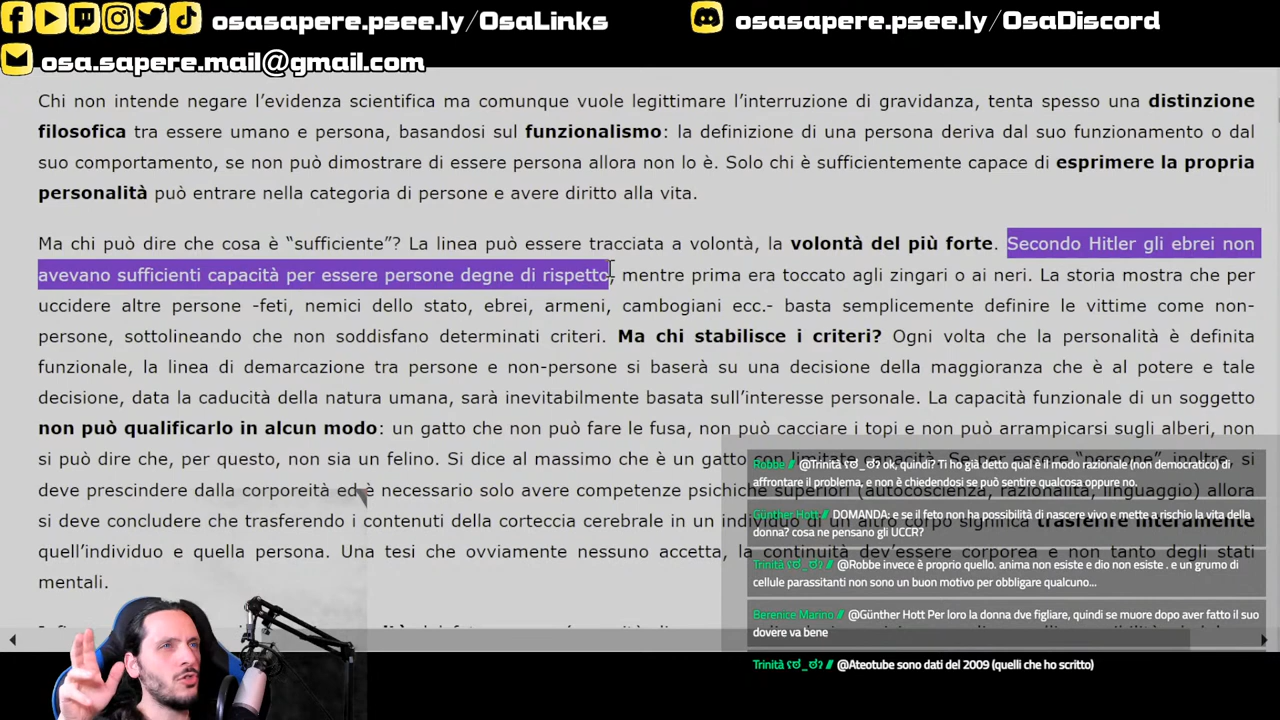 osasapere.psee.ly/OsaLinks
osasapere.psee.ly/OsaDiscord
osa.sapere.mail@gmail.com
Chi non intende negare l’evidenza scientifica ma comunque vuole legittimare l’interruzione di gravidanza, tenta spesso una distinzione
filosofica tra essere umano e persona, basandosi sul funzionalismo: la definizione di una persona deriva dal suo funzionamento o dal
suo comportamento, se non può dimostrare di essere persona allora non lo è. Solo chi è sufficientemente capace di esprimere la propria
personalità può entrare nella categoria di persone e avere diritto alla vita.
Ma chi può dire che cosa è “sufficiente”? La linea può essere tracciata a volontà, la volontà del più forte. Secondo Hitler gli ebrei non
avevano sufficienti capacità per essere persone degne di rispetto, mentre prima era toccato agli zingari o ai neri. La storia mostra che per
uccidere altre persone -feti, nemici dello stato, ebrei, armeni, cambogiani ecc.- basta semplicemente definire le vittime come non-
persone, sottolineando che non soddisfano determinati criteri. Ma chi stabilisce i criteri? Ogni volta che la personalità è definita
funzionale, la linea di demarcazione tra persone e non-persone si baserà su una decisione della maggioranza che è al potere e tale
decisione, data la caducità della natura umana, sarà inevitabilmente basata sull’interesse personale. La capacità funzionale di un soggetto
non può qualificarlo in alcun modo: un gatto che non può fare le fusa, non può cacciare i topi e non può arrampicarsi sugli alberi, non
si può dire che, per questo, non sia un felino. Si dice al massimo che è un gatto con limitate capacità. Se per essere “persone” inoltre, si
deve prescindere dalla corporeità ed è necessario solo avere competenze psichiche superiori (autocoscienza, razionalità, linguaggio) allora
si deve concludere che trasferendo i contenuti della corteccia cerebrale in un individuo di un altro corpo significa trasferire interamente
quell’individuo e quella persona. Una tesi che ovviamente nessuno accetta, la continuità dev’essere corporea e non tanto degli stati
mentali.
Robbe // @Trinità ʕಠ_ಠʔ ok, quindi? Ti ho già detto qual è il modo razionale (non democratico) di
affrontare il problema, e non è chiedendosi se può sentire qualcosa oppure no.
Günther Hott // DOMANDA: e se il feto non ha possibilità di nascere vivo e mette a rischio la vita della
donna? cosa ne pensano gli UCCR?
Trinità ʕಠ_ಠʔ // @Robbe invece è proprio quello. anima non esiste e dio non esiste . e un grumo di
cellule parassitanti non sono un buon motivo per obbligare qualcuno...
Berenice Marino // @Günther Hott Per loro la donna dve figliare, quindi se muore dopo aver fatto il suo
dovere va bene
Trinità ʕಠ_ಠʔ // @Ateotube sono dati del 2009 (quelli che ho scritto)